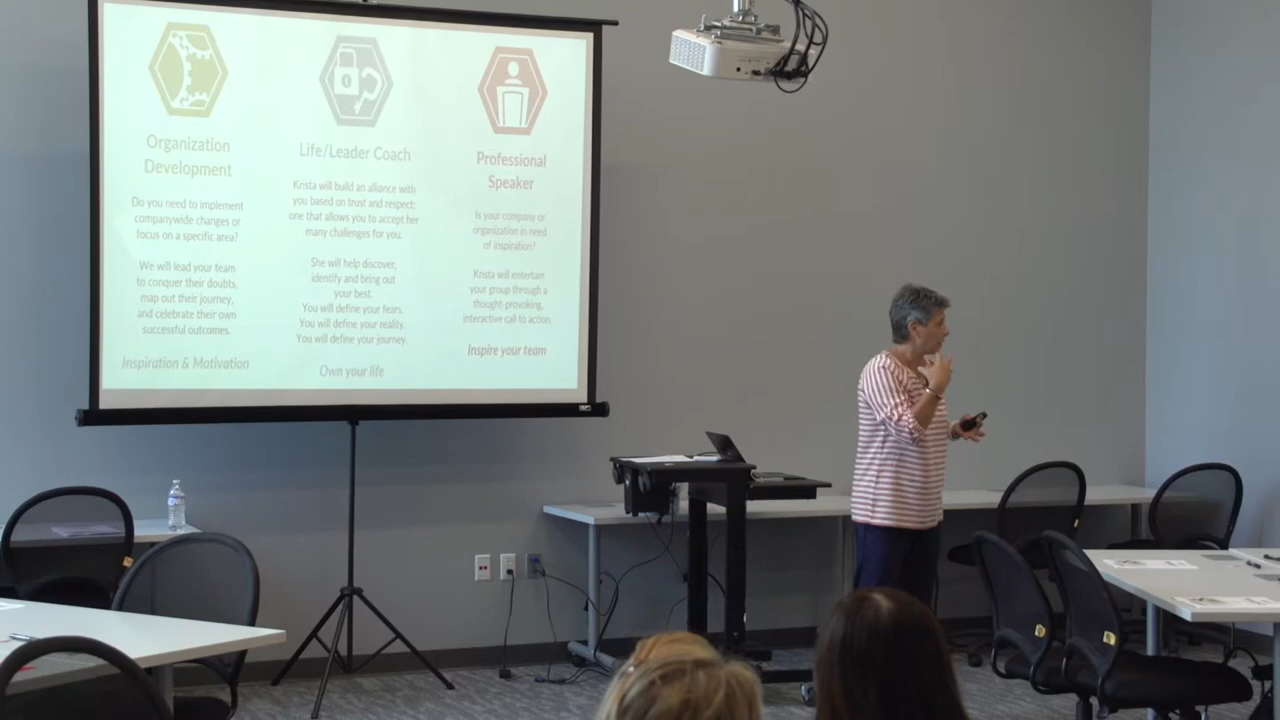 Organization
Development
Do you need to implement
companywide changes or
focus on a specific area?
We will lead your team
to conquer their doubts,
map out their journey,
and celebrate their own
successful outcomes.
Inspiration & Motivation
Life/Leader Coach
Krista will build an alliance with
you based on trust and respect;
one that allows you to accept her
many challenges for you.
She will help discover,
identify and bring out
your best.
You will define your fears.
You will define your reality.
You will define your journey.
Own your life
Professional
Speaker
Is your company or
organization in need
of inspiration?
Krista will entertain
your group through a
thought-provoking,
interactive call to action.
Inspire your team